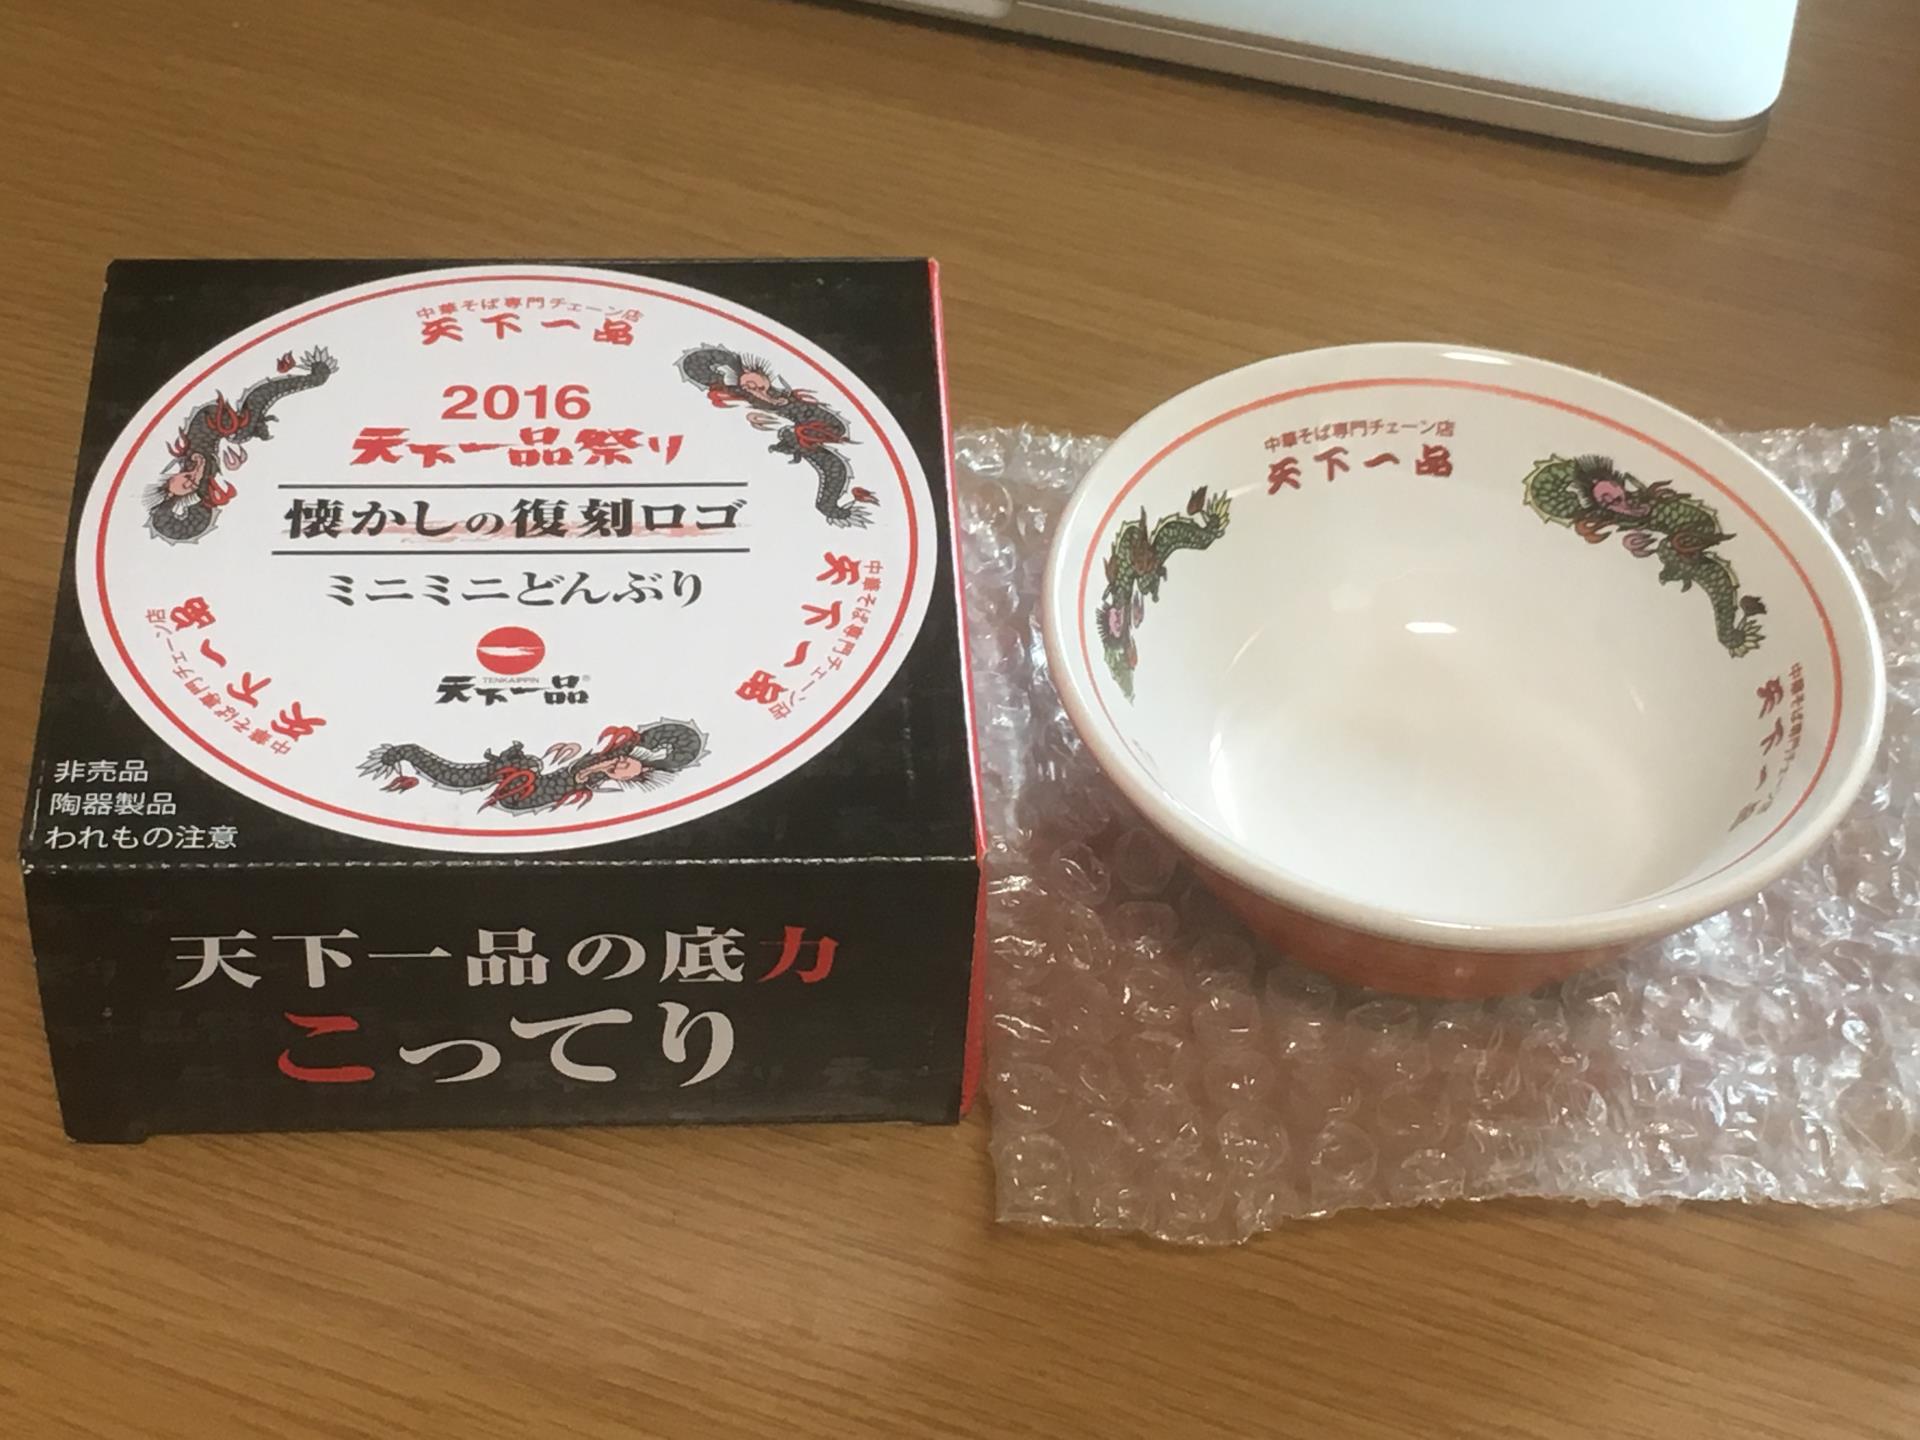 中華そば専門チェーン店
天下一品
2016
天下一品祭り
懐かしの復刻ロゴ
ミニミニどんぶり
TENKAIPPIN
天下一品®
中華そば専門チェーン店
天下一品
中華そば専門チェーン店
天下一品
非売品
陶器製品
われもの注意
天下一品の底力
こってり
中華そば専門チェーン店
天下一品
中華そば専門チェーン店
天下一品